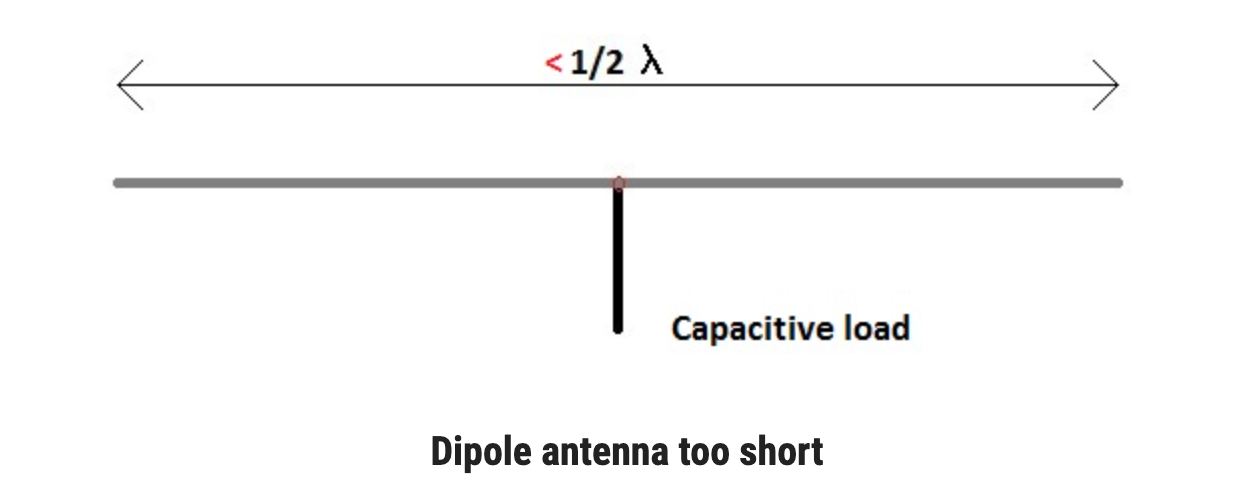 < 1/2 λ
Capacitive load
Dipole antenna too short